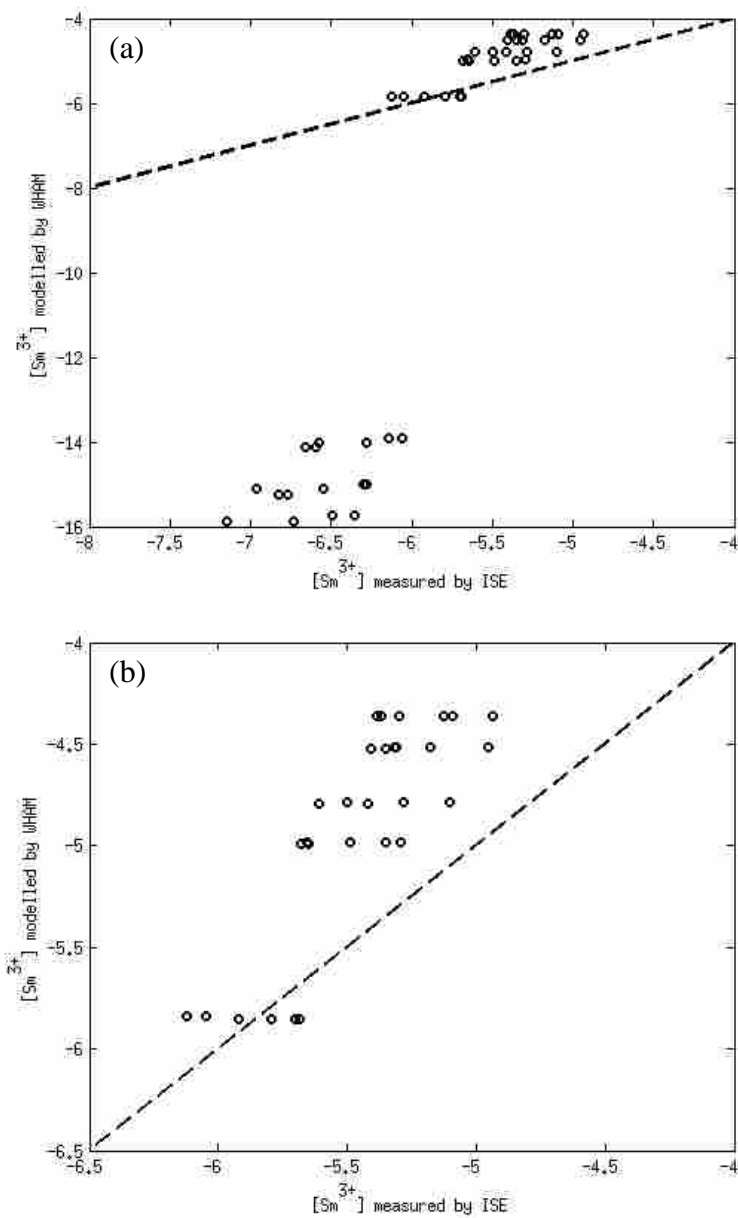 (a)
-4
-6
-8
-10
-12
-14
-16
[Sm3+] modelled by WHAM
-8 -7.5 -7 -6.5 -6 -5.5 -5 -4.5 -4
[Sm3+] measured by ISE
(b)
-4
-4.5
-5
-5.5
-6
-6.5
[Sm3+] modelled by WHAM
-6.5 -6 -5.5 -5 -4.5 -4
[Sm3+] measured by ISE